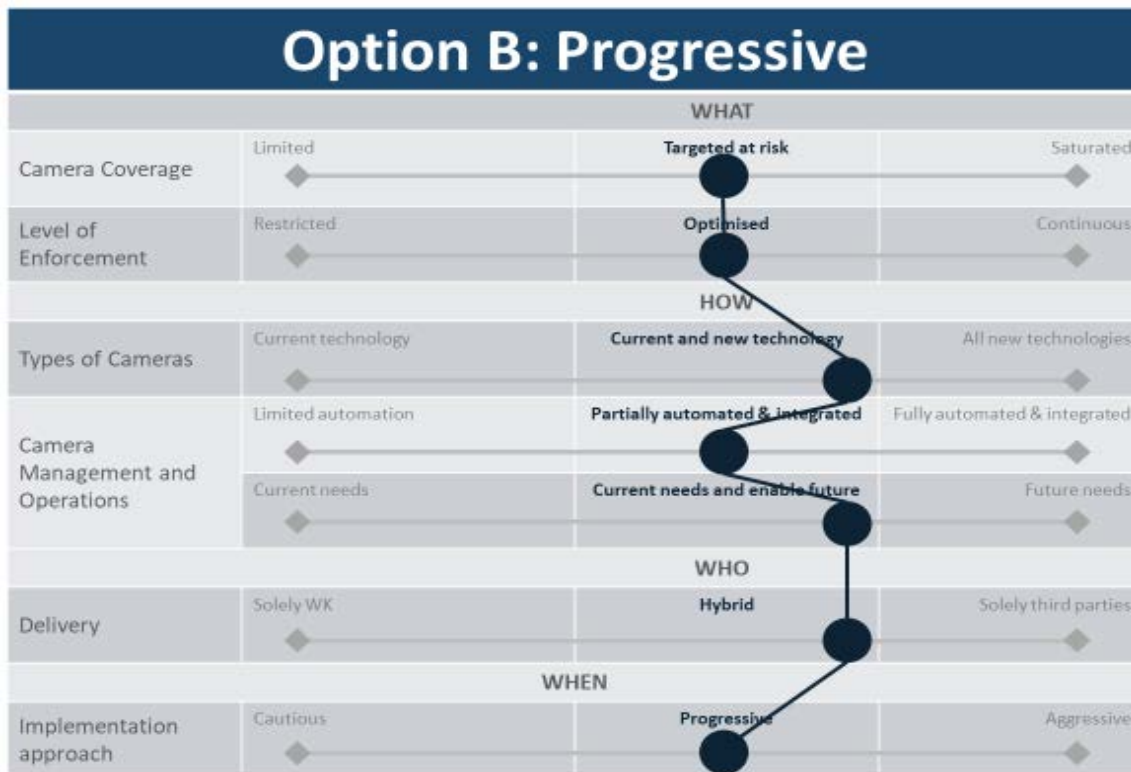 Option B: Progressive
WHAT
Camera Coverage
Limited
Targeted at risk
Saturated
Level of
Enforcement
Restricted
Optimised
Continuous
HOW
Types of Cameras
Current technology
Current and new technology
All new technologies
Camera
Management and
Operations
Limited automation
Partially automated & integrated
Fully automated & integrated
Current needs
Current needs and enable future
Future needs
WHO
Delivery
Solely WK
Hybrid
Solely third parties
WHEN
Implementation
approach
Cautious
Progressive
Aggressive